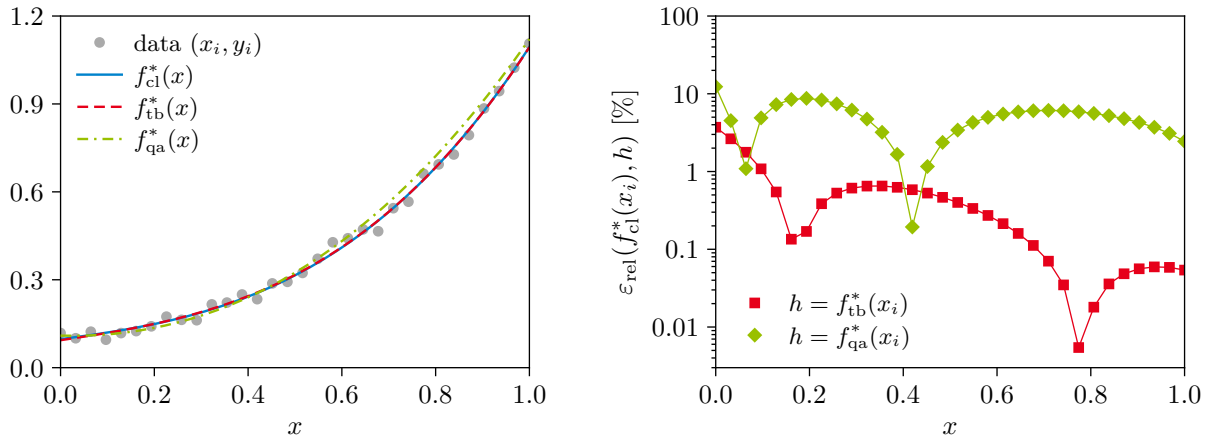 1.2
0.9
0.6
0.3
0.0
0.0 0.2 0.4 0.6 0.8 1.0
x
data (x_i, y_i)
f*_cl(x)
f*_tb(x)
f*_qa(x)
ε_rel(f*_cl(x_i), h) [%]
100
10
1
0.1
0.01
0.0 0.2 0.4 0.6 0.8 1.0
x
h = f*_tb(x_i)
h = f*_qa(x_i)